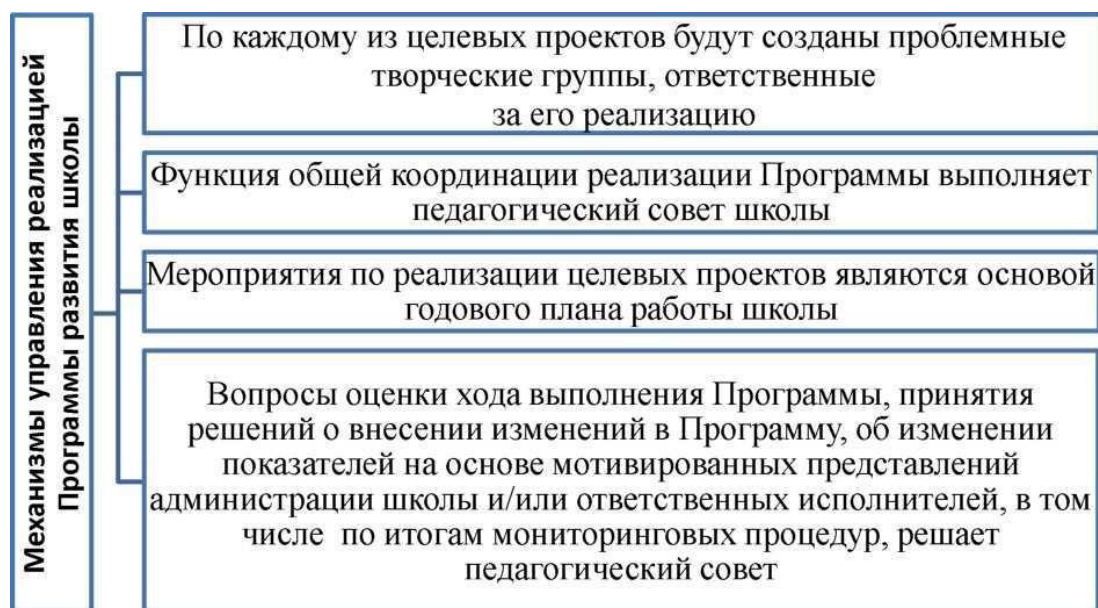 Механизмы управления реализацией
Программы развития школы
По каждому из целевых проектов будут созданы проблемные
творческие группы, ответственные
за его реализацию
Функция общей координации реализации Программы выполняет
педагогический совет школы
Мероприятия по реализации целевых проектов являются основой
годового плана работы школы
Вопросы оценки хода выполнения Программы, принятия
решений о внесении изменений в Программу, об изменении
показателей на основе мотивированных представлений
администрации школы и/или ответственных исполнителей, в том
числе по итогам мониторинговых процедур, решает
педагогический совет